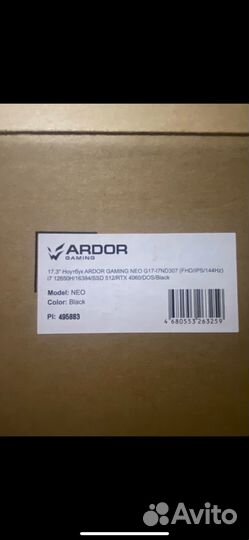 ARDOR
GAMING
17.3" Ноутбук ARDOR GAMING NEO G17-I7ND307 (FHD/IPS/144Hz)
i7 12650H/16384/SSD 512/RTX 4060/DOS/Black
Model: NEO
Color: Black
PI: 495883
4 680553 263259
Avito